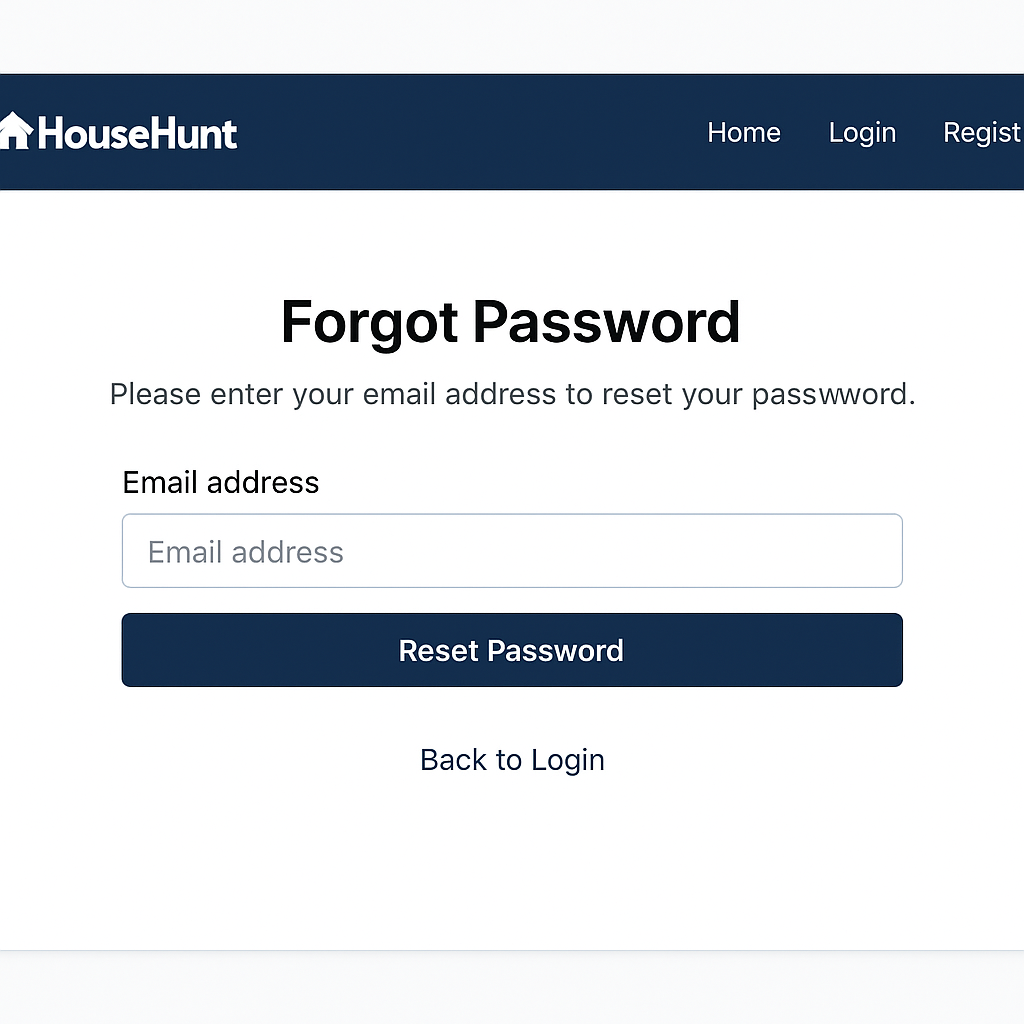 HouseHunt Home Login Regist
Forgot Password
Please enter your email address to reset your passwword.
Email address
Email address
Reset Password
Back to Login